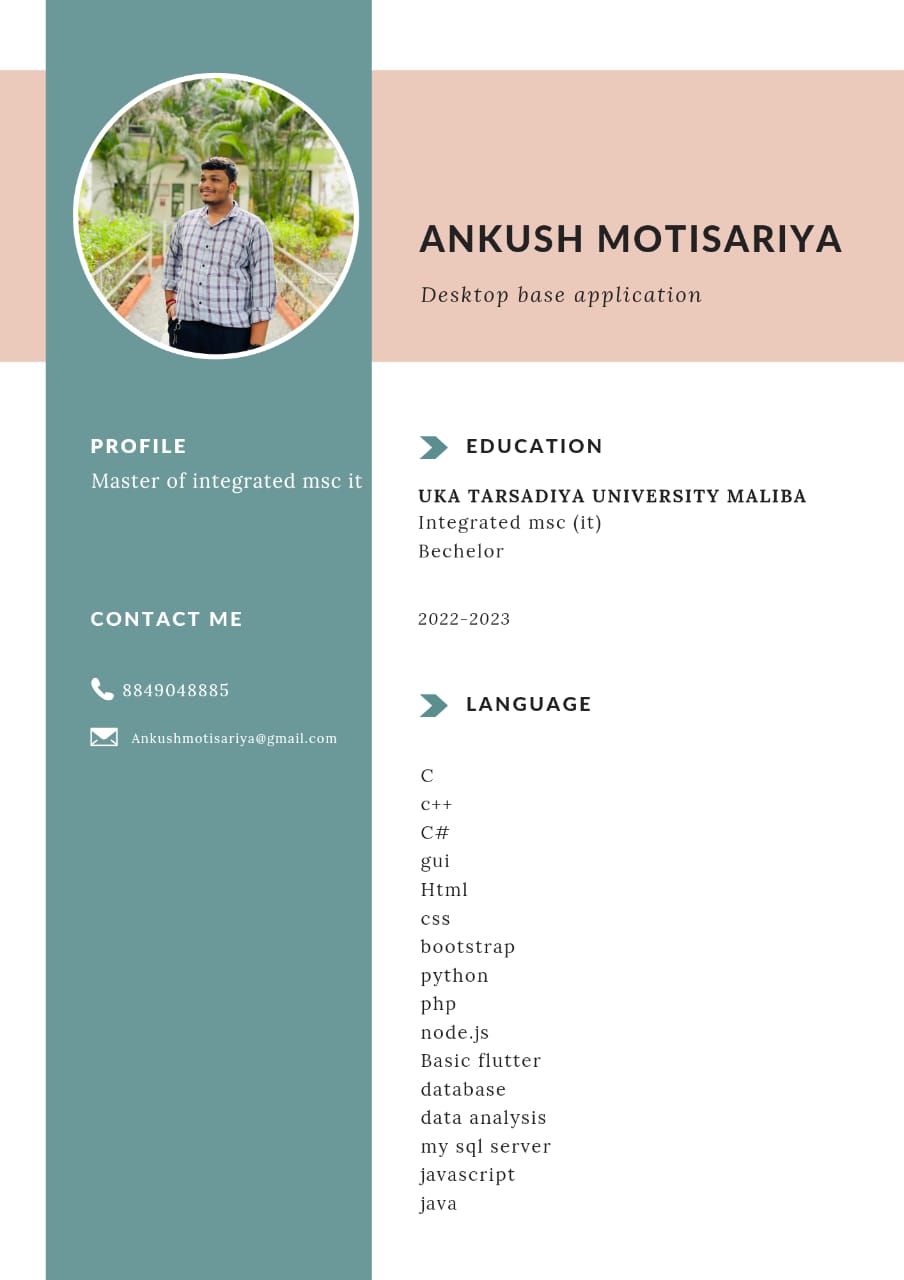 ANKUSH MOTISARIYA
Desktop base application
PROFILE
Master of integrated msc it
CONTACT ME
8849048885
Ankushmotisariya@gmail.com
EDUCATION
UKA TARSADIYA UNIVERSITY MALIBA
Integrated msc (it)
Bechelor
2022-2023
LANGUAGE
C
c++
C#
gui
Html
css
bootstrap
python
php
node.js
Basic flutter
database
data analysis
my sql server
javascript
java